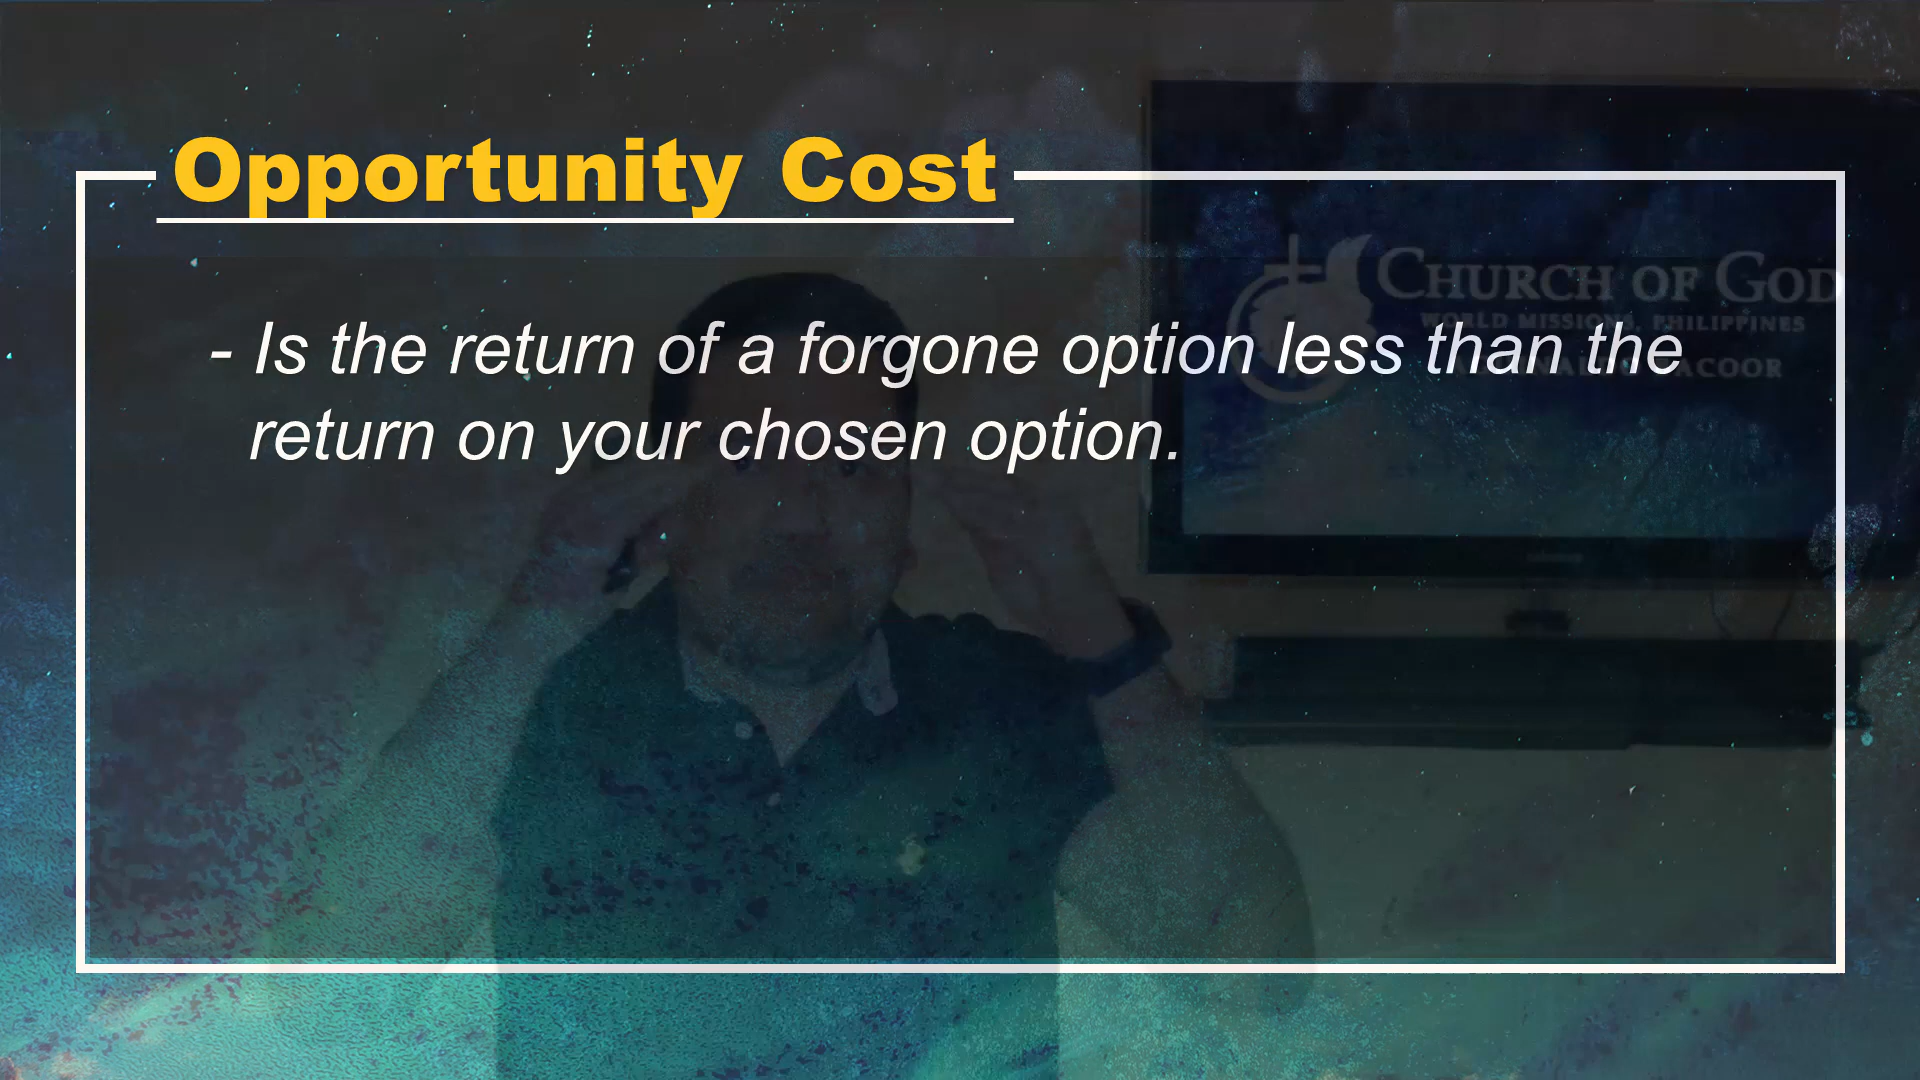 Opportunity Cost
CHURCH OF GOD
WORLD MISSIONS, PHILIPPINES
- Is the return of a forgone option less than the
return on your chosen option.